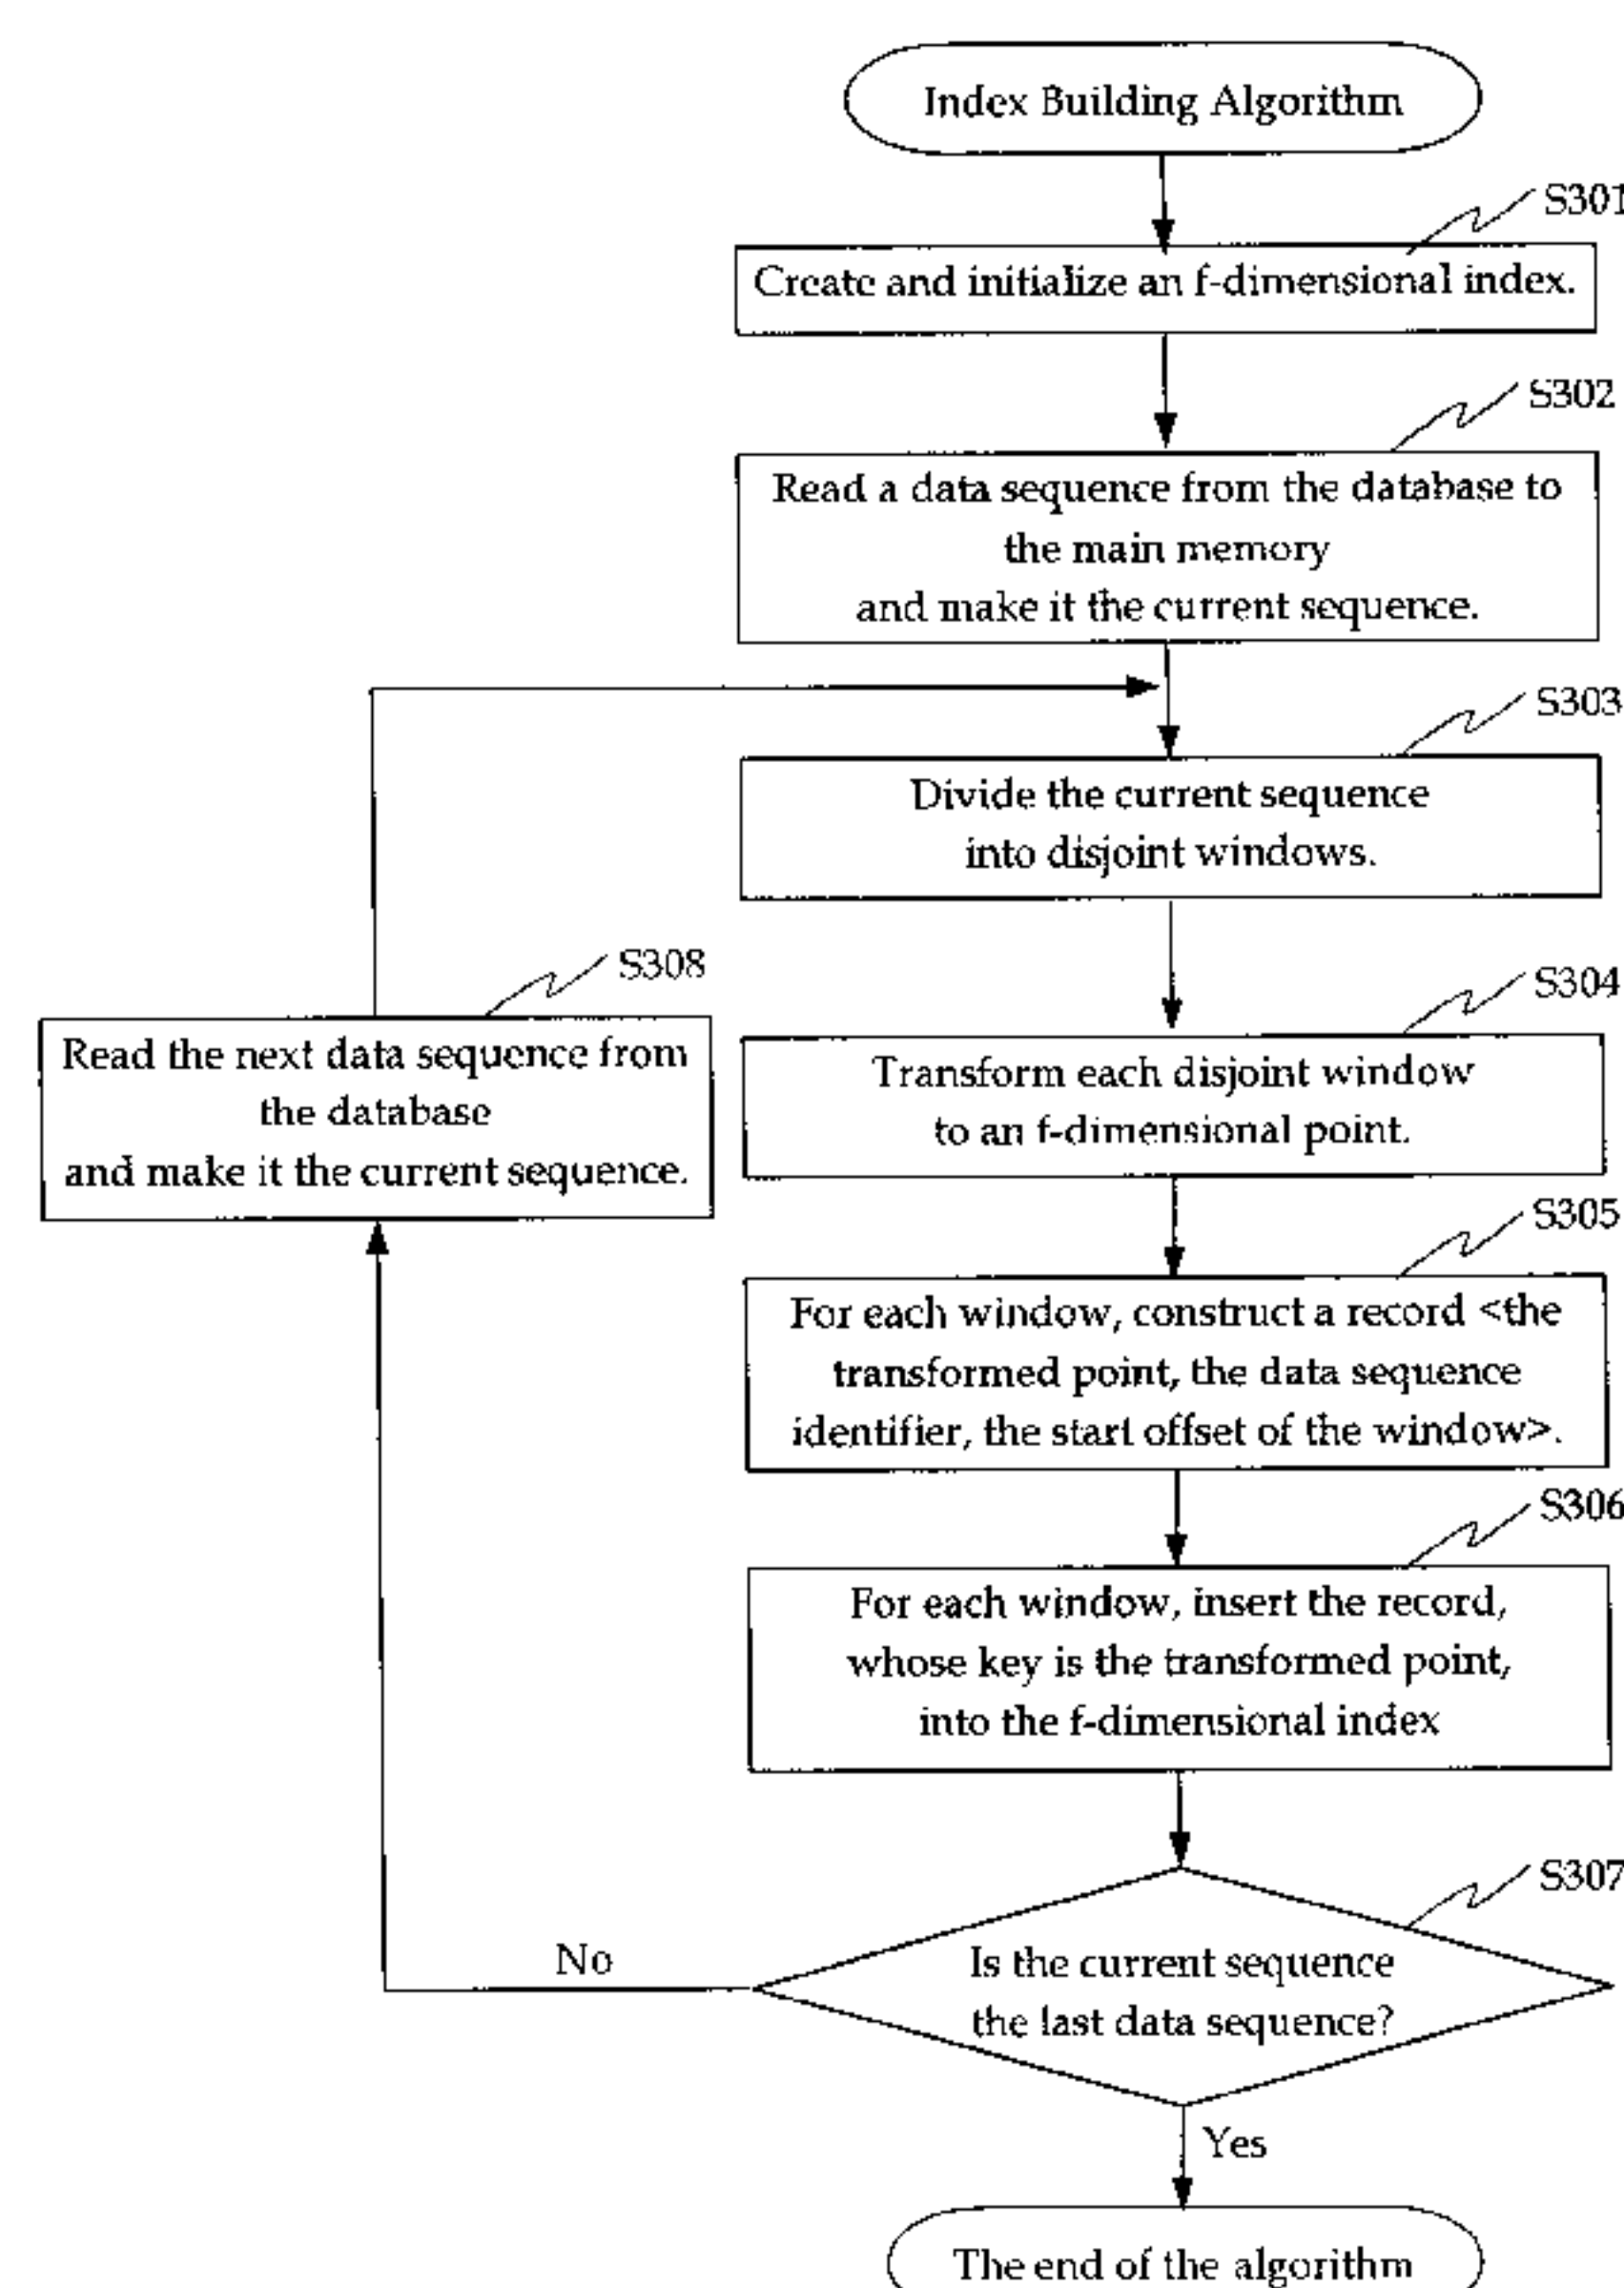 Index Building Algorithm
S301
Create and initialize an f-dimensional index.
S302
Read a data sequence from the database to
the main memory
and make it the current sequence.
S303
Divide the current sequence
into disjoint windows.
S304
Transform each disjoint window
to an f-dimensional point.
S305
For each window, construct a record <the
transformed point, the data sequence
identifier, the start offset of the window>.
S306
For each window, insert the record,
whose key is the transformed point,
into the f-dimensional index
S307
Is the current sequence
the last data sequence?
No
S308
Read the next data sequence from
the database
and make it the current sequence.
Yes
The end of the algorithm